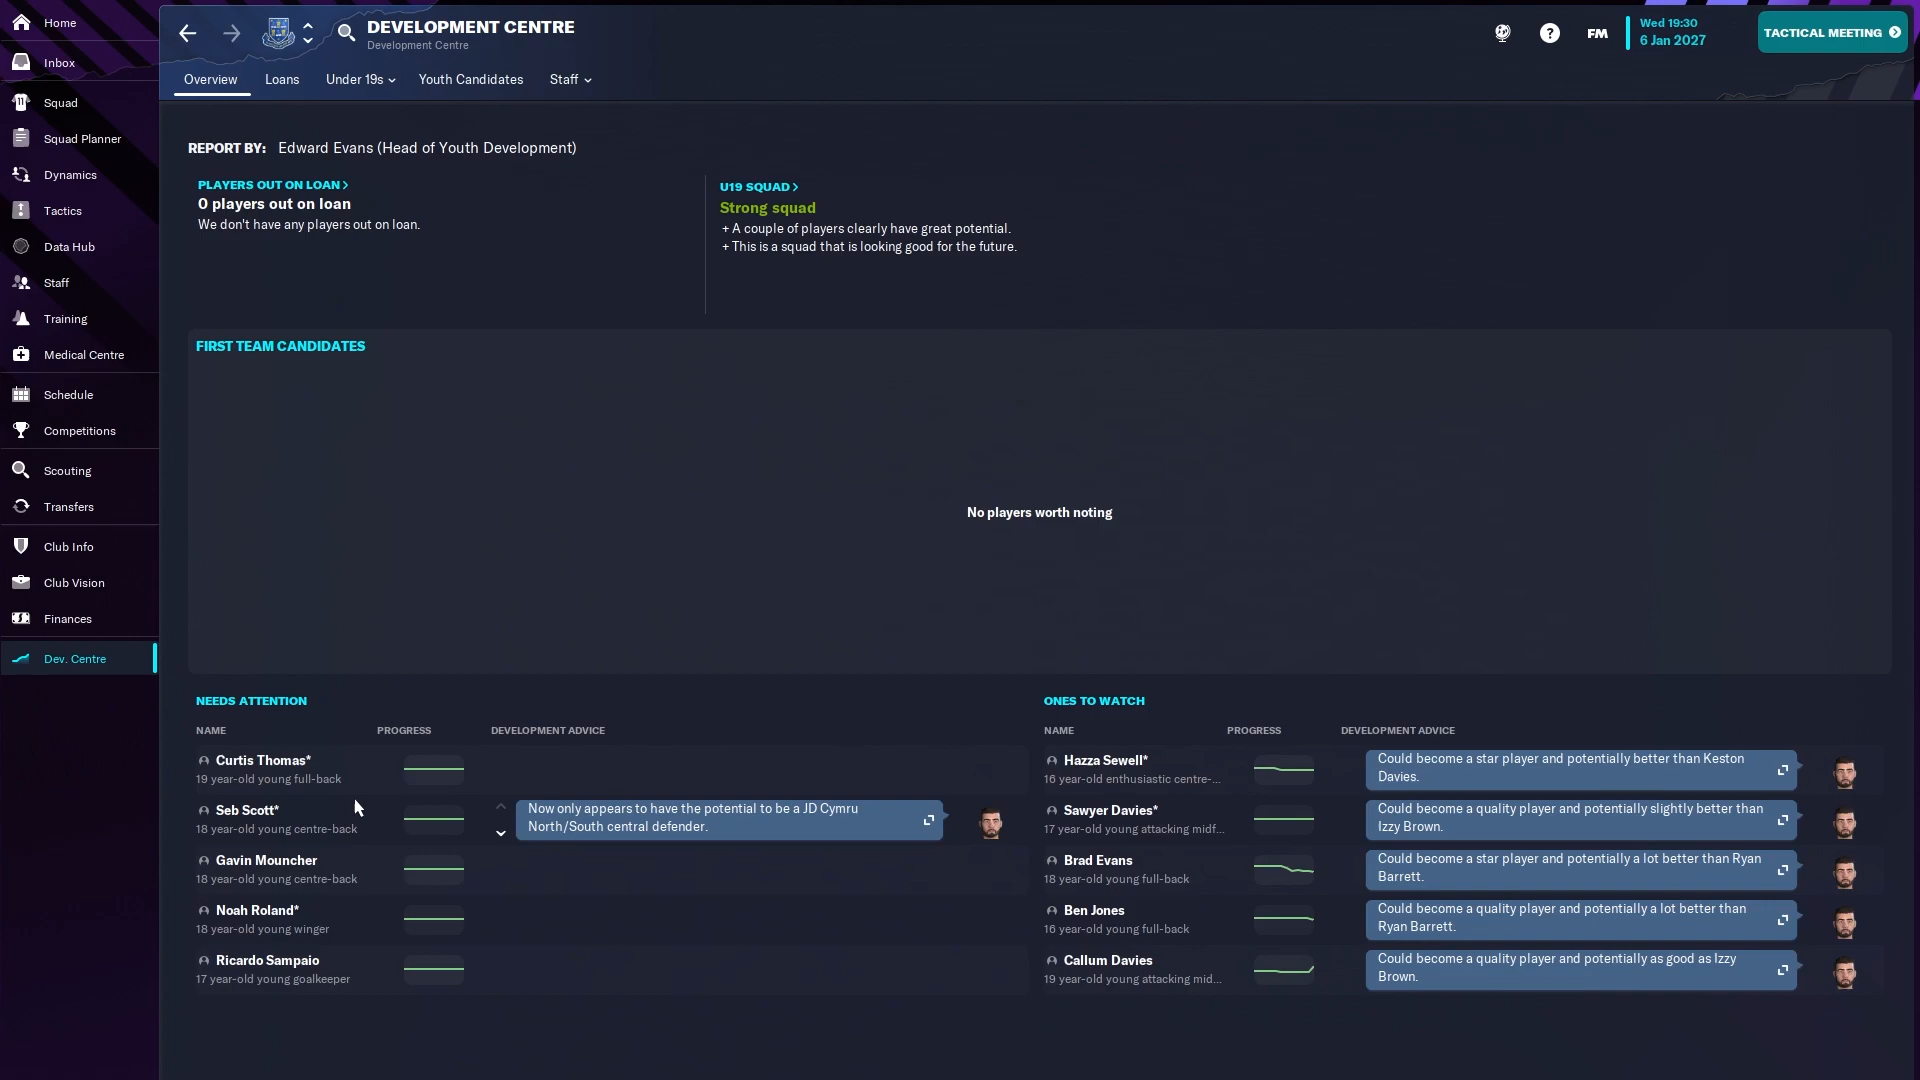 Home
Inbox
Squad
Squad Planner
Dynamics
Tactics
Data Hub
Staff
Training
Medical Centre
Schedule
Competitions
Scouting
Transfers
Club Info
Club Vision
Finances
Dev. Centre
DEVELOPMENT CENTRE
Development Centre
? FM
Wed 19:30
6 Jan 2027
TACTICAL MEETING
Overview Loans Under 19s Youth Candidates Staff
REPORT BY: Edward Evans (Head of Youth Development)
PLAYERS OUT ON LOAN >
0 players out on loan
We don't have any players out on loan.
U19 SQUAD >
Strong squad
+ A couple of players clearly have great potential.
+ This is a squad that is looking good for the future.
FIRST TEAM CANDIDATES
No players worth noting
NEEDS ATTENTION
NAME PROGRESS DEVELOPMENT ADVICE
Curtis Thomas*
19 year-old young full-back
Seb Scott*
18 year-old young centre-back
Now only appears to have the potential to be a JD Cymru
North/South central defender.
Gavin Mouncher
18 year-old young centre-back
Noah Roland*
18 year-old young winger
Ricardo Sampaio
17 year-old young goalkeeper
ONES TO WATCH
NAME PROGRESS DEVELOPMENT ADVICE
Hazza Sewell*
16 year-old enthusiastic centre-...
Could become a star player and potentially better than Keston
Davies.
Sawyer Davies*
17 year-old young attacking midf...
Could become a quality player and potentially slightly better than
Izzy Brown.
Brad Evans
18 year-old young full-back
Could become a star player and potentially a lot better than Ryan
Barrett.
Ben Jones
16 year-old young full-back
Could become a quality player and potentially a lot better than
Ryan Barrett.
Callum Davies
19 year-old young attacking mid...
Could become a quality player and potentially as good as Izzy
Brown.